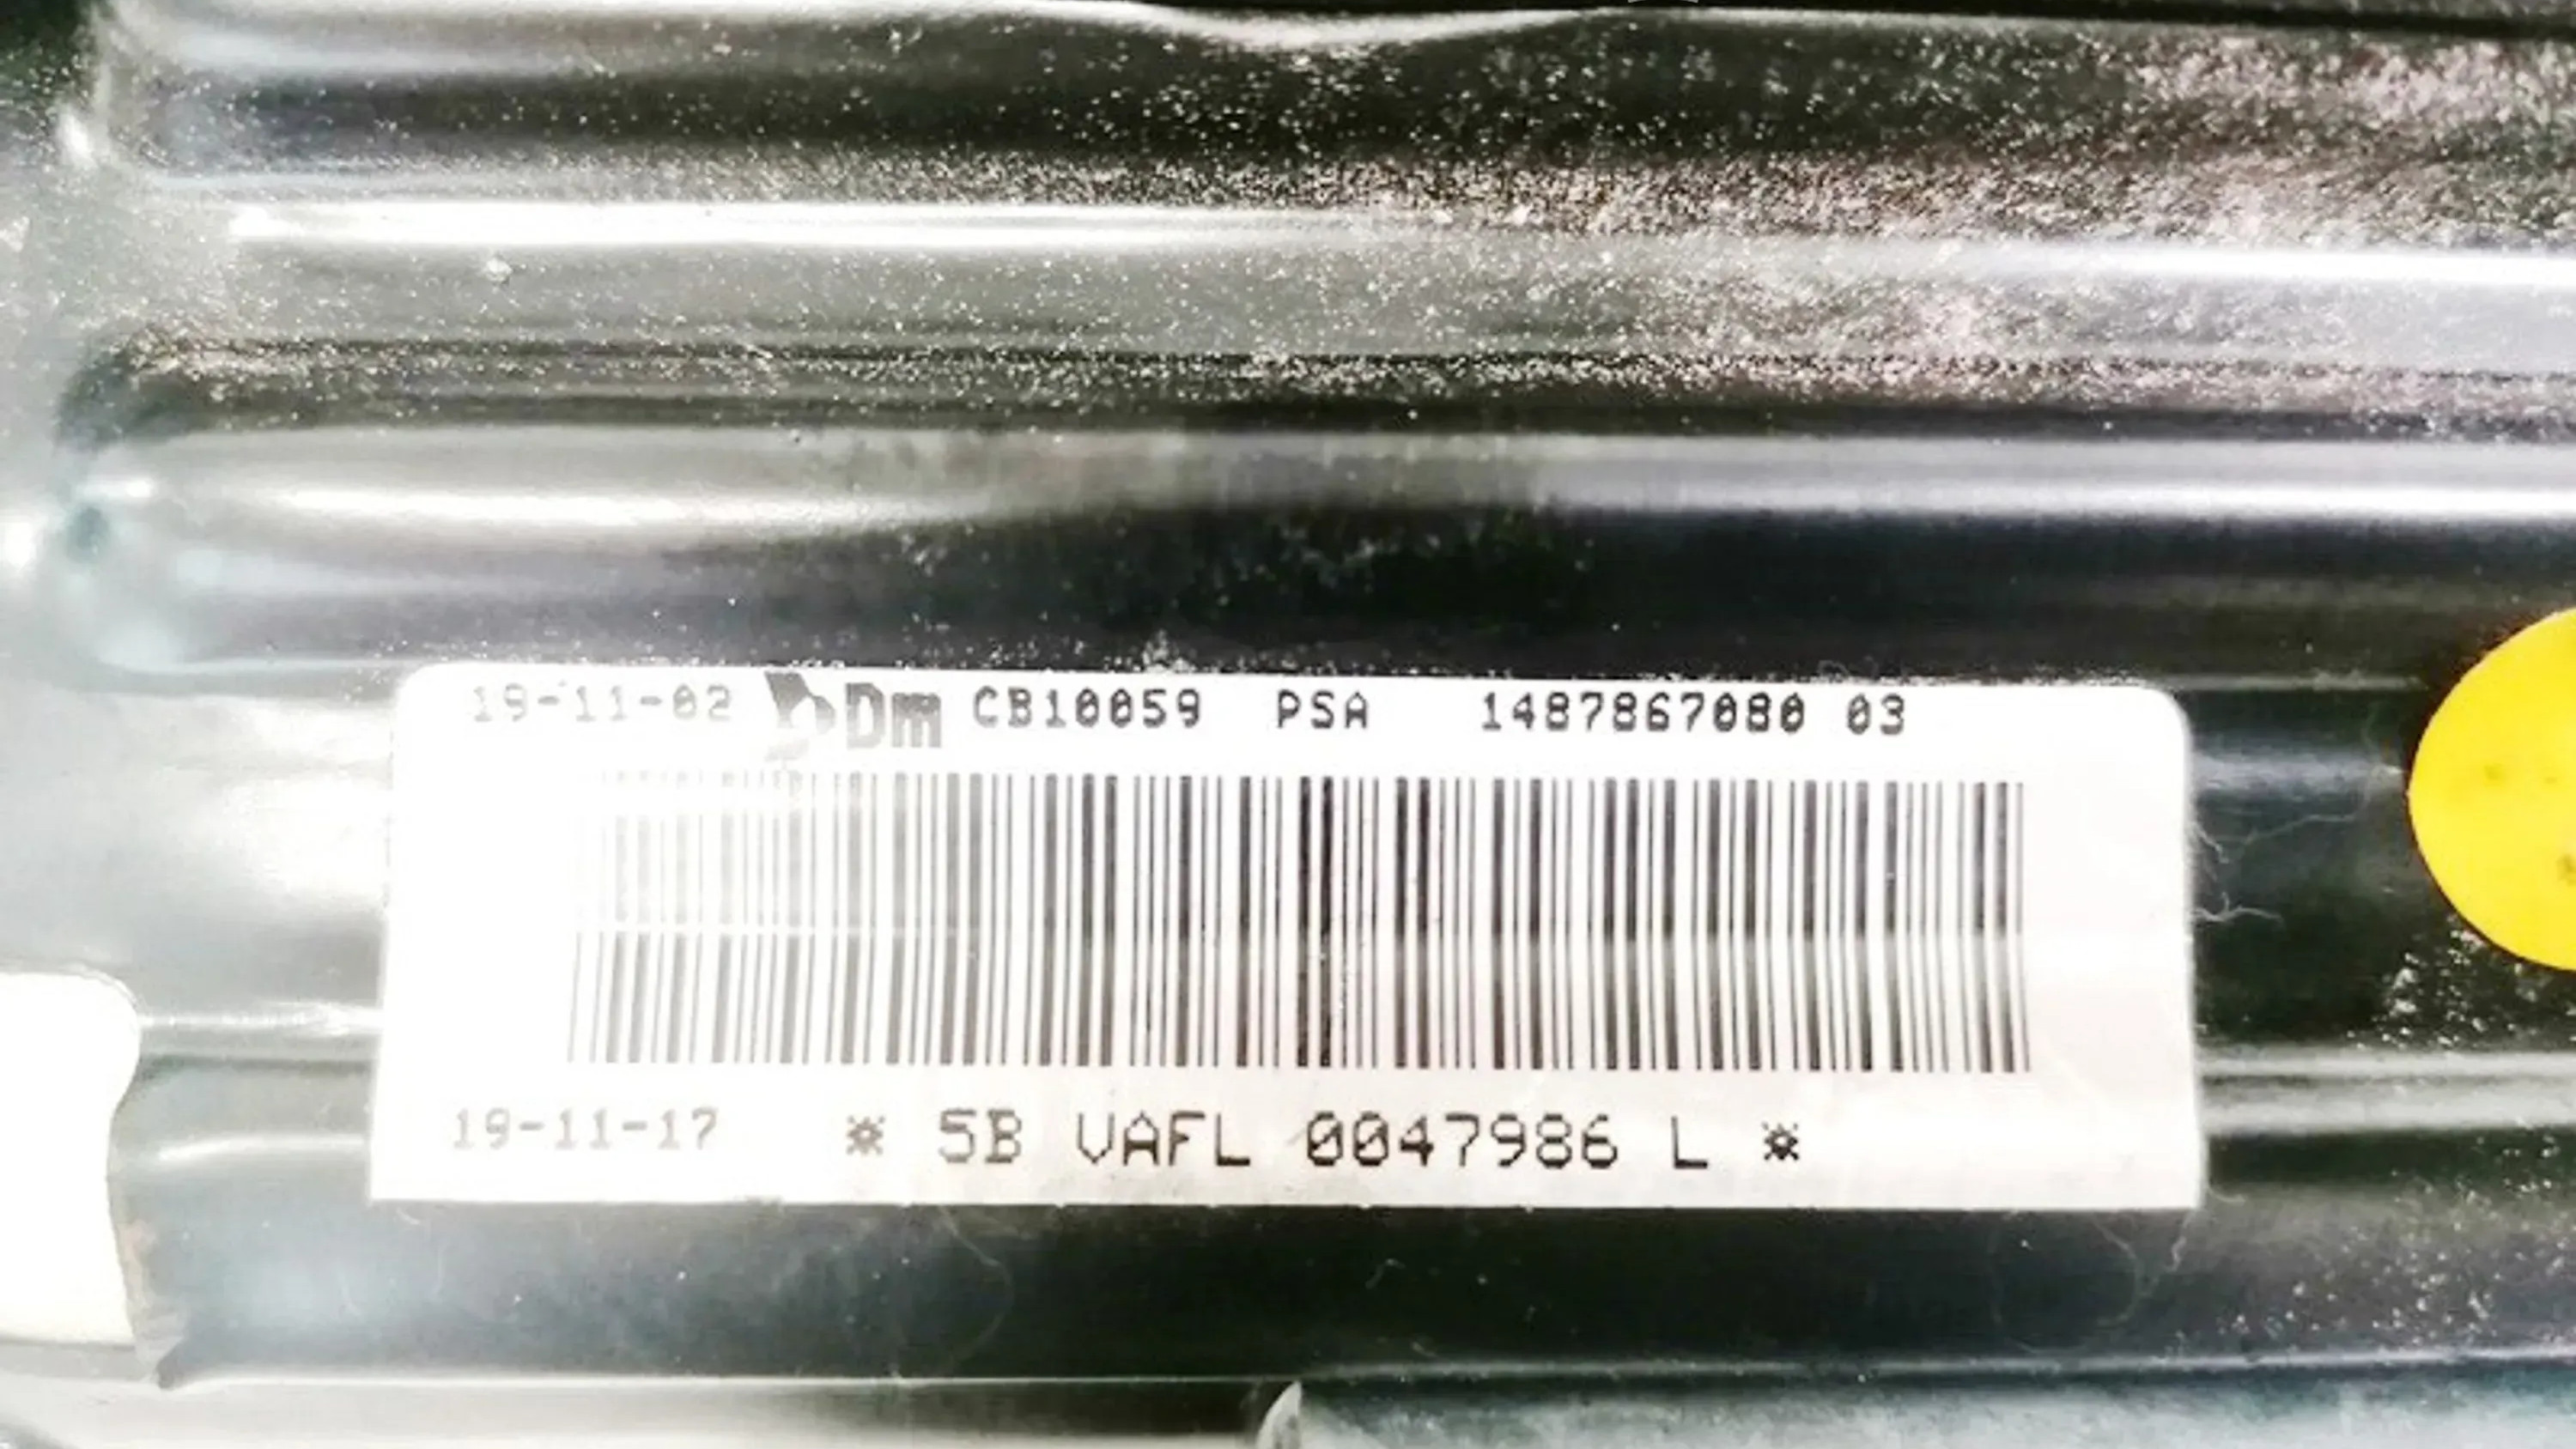 19-11-02 Dm CB10059 PSA 1487867080 03
19-11-17 * 5B VAFL 0047986 L *